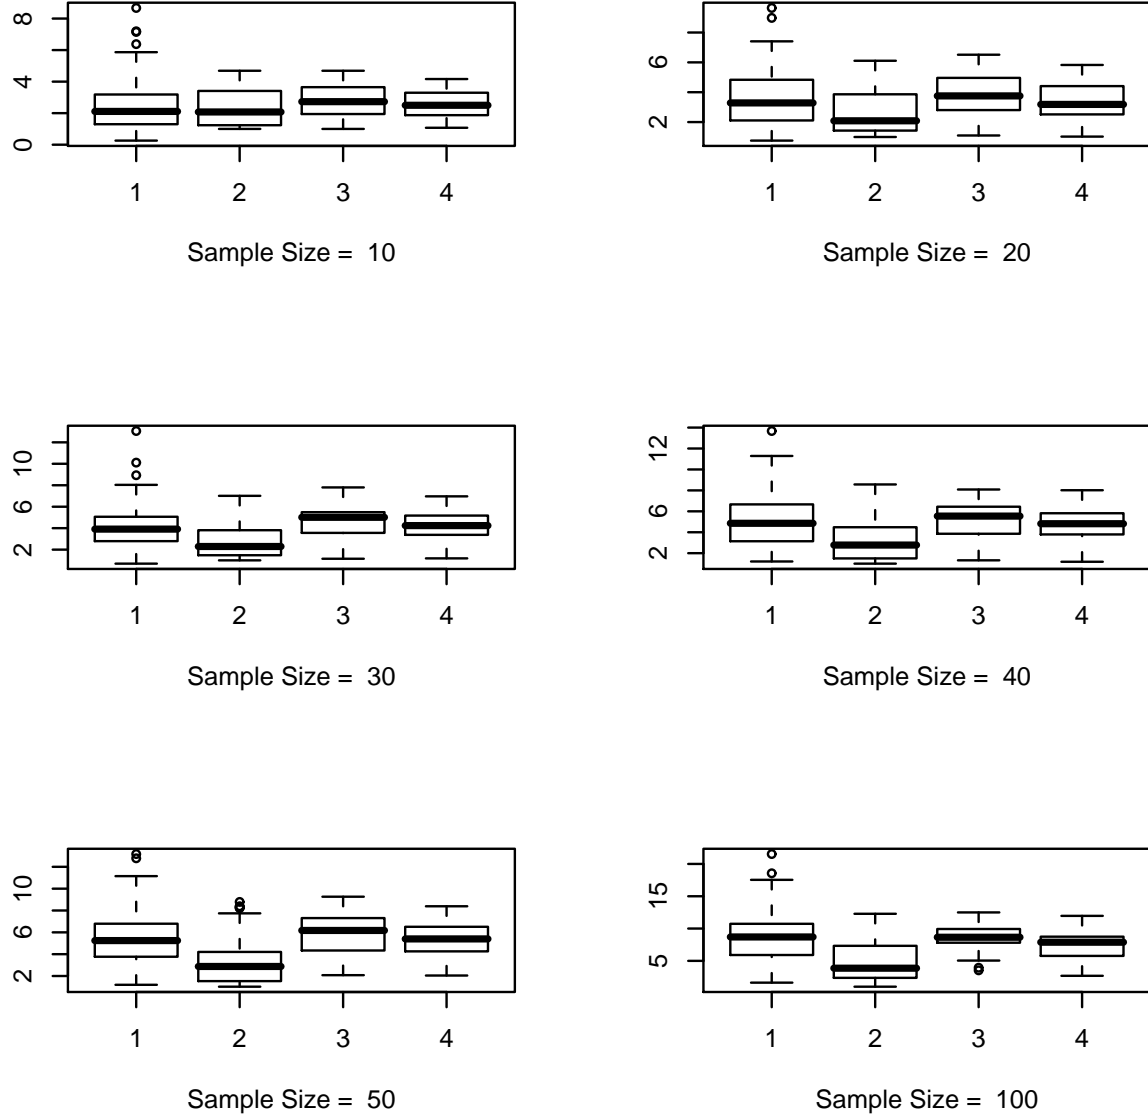 0 4 8
1 2 3 4
Sample Size = 10
2 6
1 2 3 4
Sample Size = 20
2 6 10
1 2 3 4
Sample Size = 30
2 6 12
1 2 3 4
Sample Size = 40
2 6 10
1 2 3 4
Sample Size = 50
5 15
1 2 3 4
Sample Size = 100